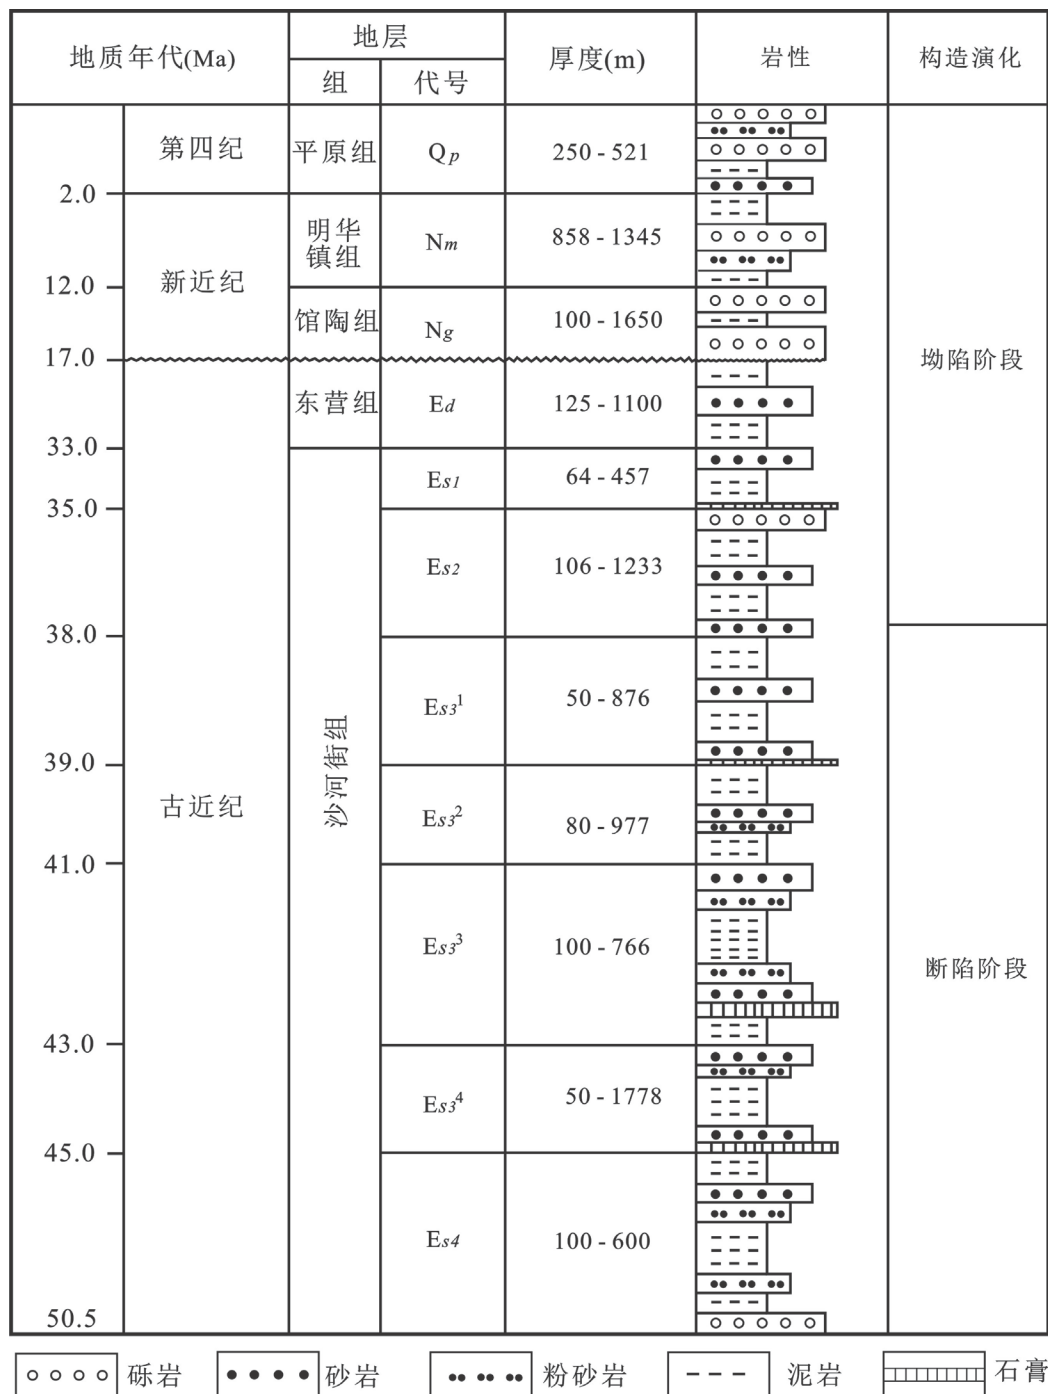 地质年代(Ma)
地层
组
代号
厚度(m)
岩性
构造演化
第四纪
平原组
Qp
250 - 521
2.0
新近纪
明华
镇组
Nm
858 - 1345
12.0
馆陶组
Ng
100 - 1650
17.0
坳陷阶段
东营组
Ed
125 - 1100
33.0
Es1
64 - 457
35.0
Es2
106 - 1233
38.0
古近纪
沙河街组
Es3¹
50 - 876
39.0
Es3²
80 - 977
41.0
Es3³
100 - 766
断陷阶段
43.0
Es3⁴
50 - 1778
45.0
Es4
100 - 600
50.5
砾岩
砂岩
粉砂岩
泥岩
石膏